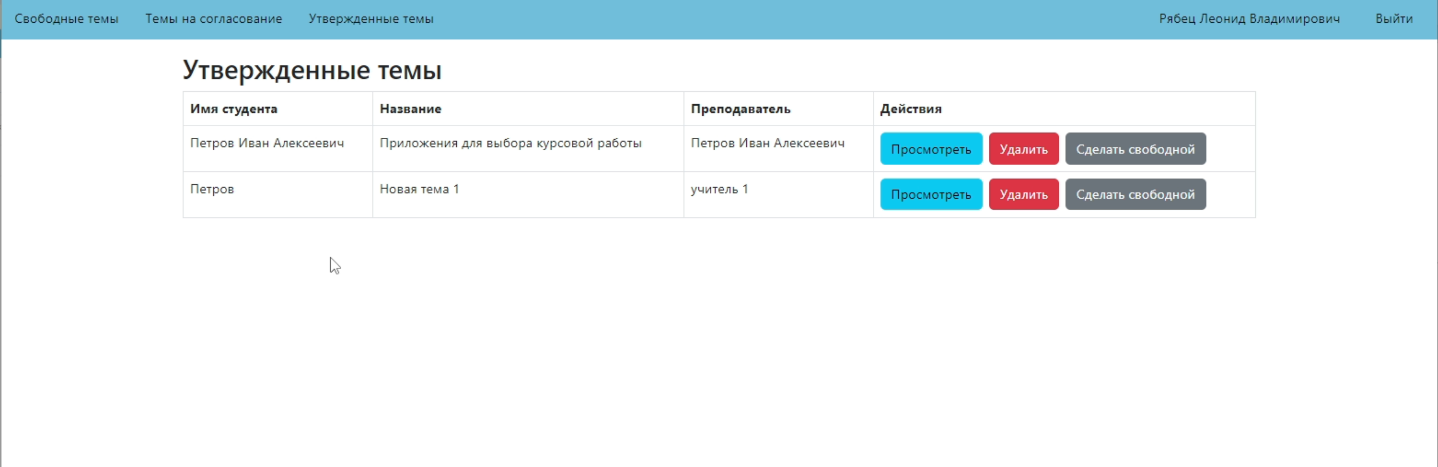 Свободные темы Темы на согласование Утвержденные темы Рябец Леонид Владимирович Выйти
Утвержденные темы
Имя студента Название Преподаватель Действия
Петров Иван Алексеевич Приложения для выбора курсовой работы Петров Иван Алексеевич Просмотреть Удалить Сделать свободной
Петров Новая тема 1 учитель 1 Просмотреть Удалить Сделать свободной